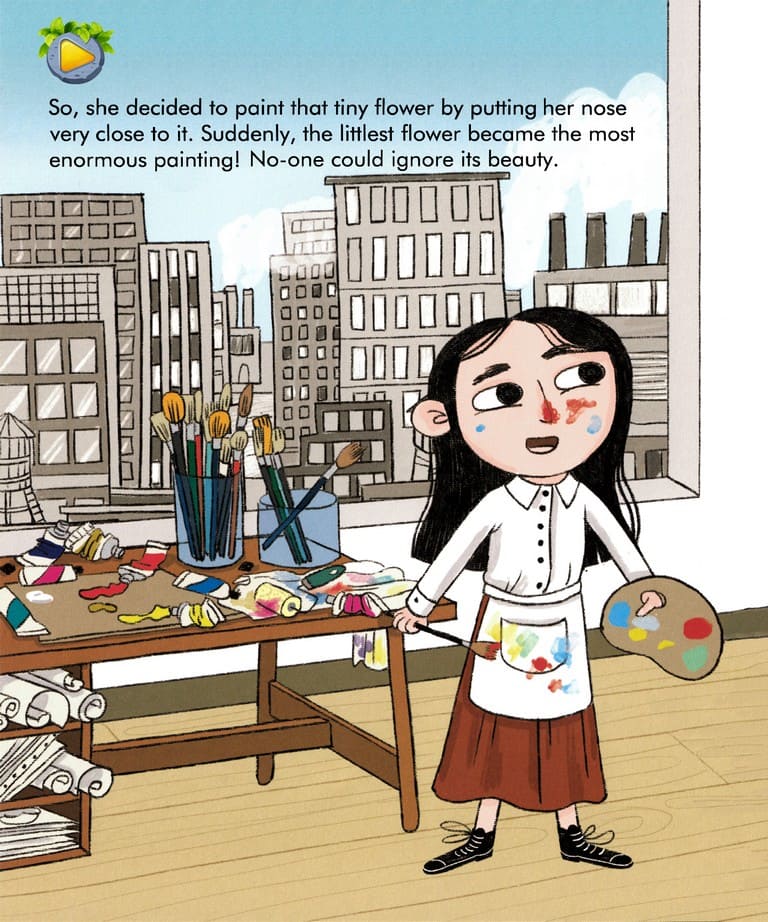 So, she decided to paint that tiny flower by putting her nose
very close to it. Suddenly, the littlest flower became the most
enormous painting! No-one could ignore its beauty.